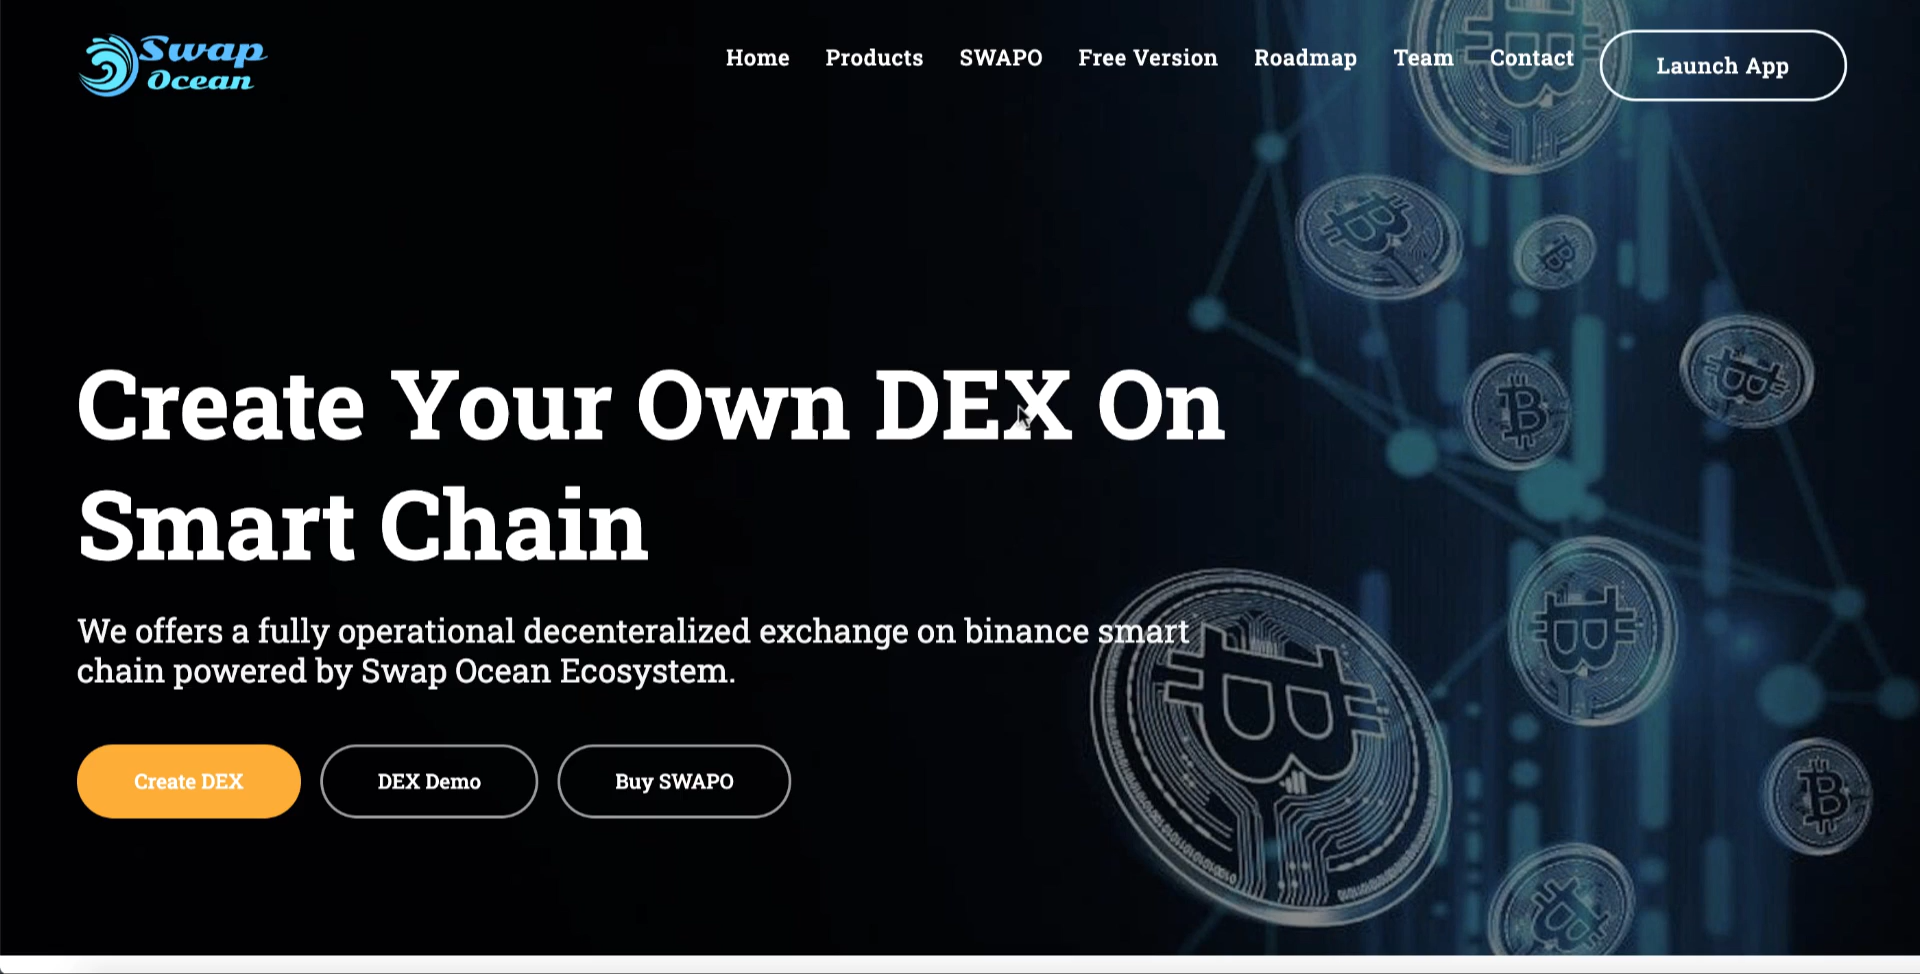 Swap
Ocean
Home Products SWAPO Free Version Roadmap Team Contact Launch App
Create Your Own DEX On
Smart Chain
We offers a fully operational decenteralized exchange on binance smart
chain powered by Swap Ocean Ecosystem.
Create DEX DEX Demo Buy SWAPO